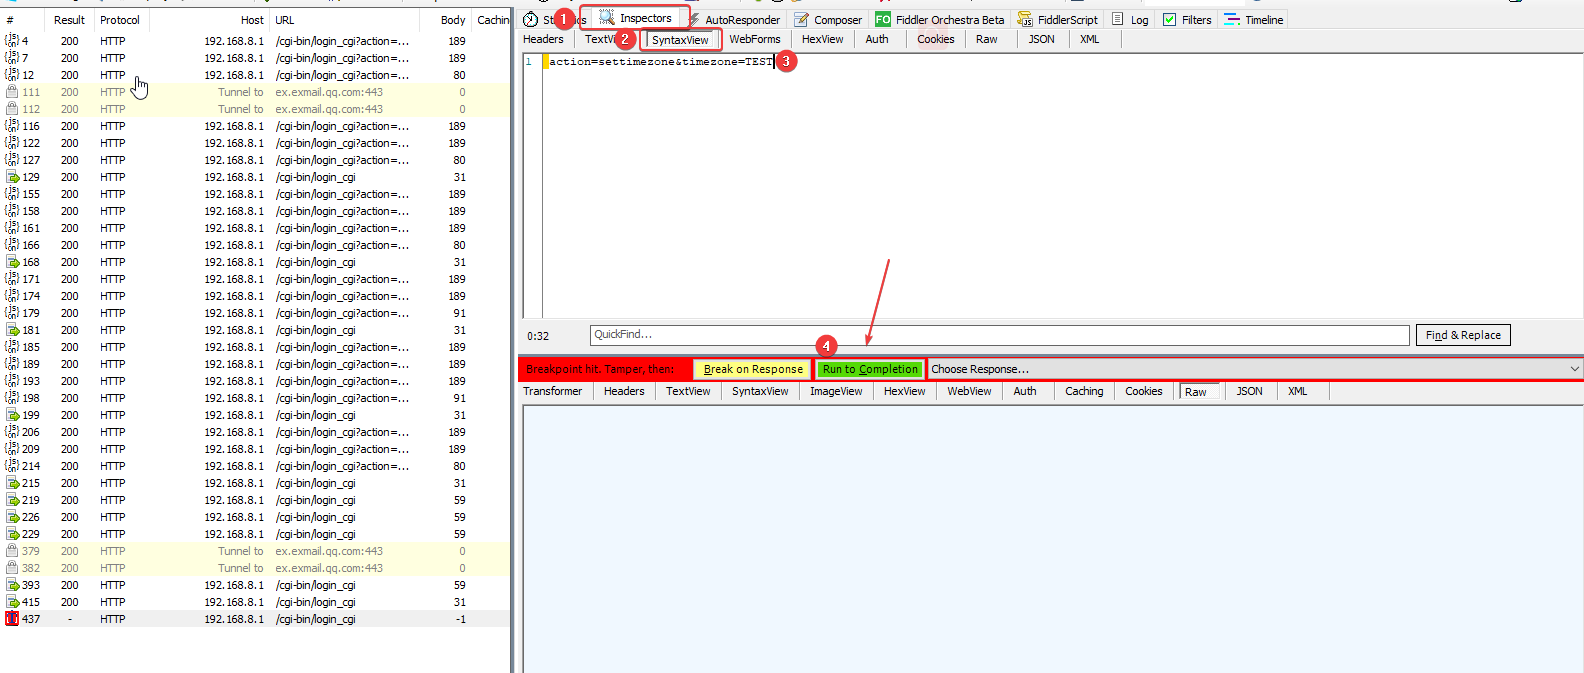 # Result Protocol Host URL Body Cachin
4 200 HTTP 192.168.8.1 /cgi-bin/login_cgi?action=... 189
7 200 HTTP 192.168.8.1 /cgi-bin/login_cgi?action=... 189
12 200 HTTP 192.168.8.1 /cgi-bin/login_cgi?action=... 80
111 200 HTTP Tunnel to ex.exmail.qq.com:443 0
112 200 HTTP Tunnel to ex.exmail.qq.com:443 0
116 200 HTTP 192.168.8.1 /cgi-bin/login_cgi?action=... 189
122 200 HTTP 192.168.8.1 /cgi-bin/login_cgi?action=... 189
127 200 HTTP 192.168.8.1 /cgi-bin/login_cgi?action=... 80
129 200 HTTP 192.168.8.1 /cgi-bin/login_cgi 31
155 200 HTTP 192.168.8.1 /cgi-bin/login_cgi?action=... 189
158 200 HTTP 192.168.8.1 /cgi-bin/login_cgi?action=... 189
161 200 HTTP 192.168.8.1 /cgi-bin/login_cgi?action=... 189
166 200 HTTP 192.168.8.1 /cgi-bin/login_cgi?action=... 80
168 200 HTTP 192.168.8.1 /cgi-bin/login_cgi 31
171 200 HTTP 192.168.8.1 /cgi-bin/login_cgi?action=... 189
174 200 HTTP 192.168.8.1 /cgi-bin/login_cgi?action=... 189
179 200 HTTP 192.168.8.1 /cgi-bin/login_cgi?action=... 91
181 200 HTTP 192.168.8.1 /cgi-bin/login_cgi 31
185 200 HTTP 192.168.8.1 /cgi-bin/login_cgi?action=... 189
189 200 HTTP 192.168.8.1 /cgi-bin/login_cgi?action=... 189
193 200 HTTP 192.168.8.1 /cgi-bin/login_cgi?action=... 189
198 200 HTTP 192.168.8.1 /cgi-bin/login_cgi?action=... 91
199 200 HTTP 192.168.8.1 /cgi-bin/login_cgi 31
206 200 HTTP 192.168.8.1 /cgi-bin/login_cgi?action=... 189
209 200 HTTP 192.168.8.1 /cgi-bin/login_cgi?action=... 189
214 200 HTTP 192.168.8.1 /cgi-bin/login_cgi?action=... 80
215 200 HTTP 192.168.8.1 /cgi-bin/login_cgi 31
219 200 HTTP 192.168.8.1 /cgi-bin/login_cgi 59
226 200 HTTP 192.168.8.1 /cgi-bin/login_cgi 59
229 200 HTTP 192.168.8.1 /cgi-bin/login_cgi 59
379 200 HTTP Tunnel to ex.exmail.qq.com:443 0
382 200 HTTP Tunnel to ex.exmail.qq.com:443 0
393 200 HTTP 192.168.8.1 /cgi-bin/login_cgi 59
415 200 HTTP 192.168.8.1 /cgi-bin/login_cgi 31
437 - HTTP 192.168.8.1 /cgi-bin/login_cgi -1
1 Inspectors AutoResponder Composer FO Fiddler Orchestra Beta FiddlerScript Log Filters Timeline
Headers 2 SyntaxView WebForms HexView Auth Cookies Raw JSON XML
1 action=settimezone&timezone=TEST 3
0:32 QuickFind... Find & Replace
4
Breakpoint hit. Tamper, then: Break on Response Run to Completion Choose Response...
Transformer Headers TextView SyntaxView ImageView HexView WebView Auth Caching Cookies Raw JSON XML